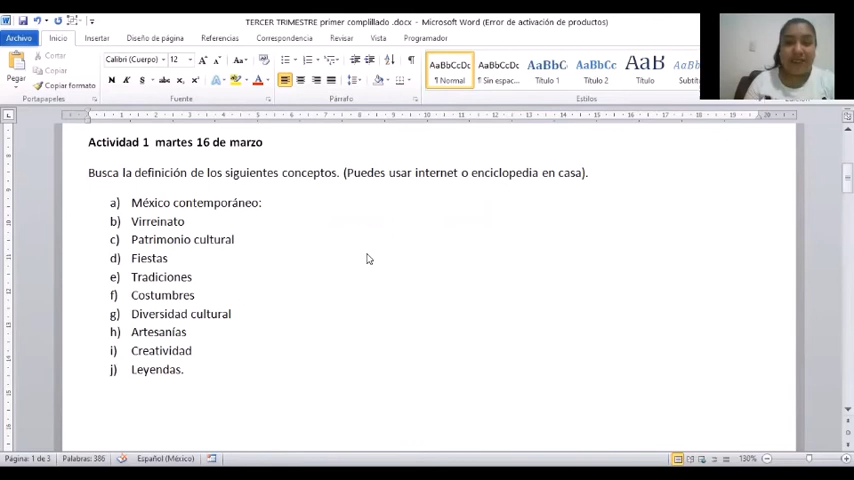 TERCER TRIMESTRE primer complillado .docx - Microsoft Word (Error de activación de productos)
Archivo Inicio Insertar Diseño de página Referencias Correspondencia Revisar Vista Programador
Cortar
Copiar
Copiar formato
Pegar
Portapapeles
Calibri (Cuerpo) 12
Fuente
Párrafo
AaBbCcDc AaBbCcDc AaBbC AaBbCc AaB AaBbCc
¶ Normal ¶ Sin espac... Título 1 Título 2 Título Subtít
Estilos
Actividad 1 martes 16 de marzo
Busca la definición de los siguientes conceptos. (Puedes usar internet o enciclopedia en casa).
a) México contemporáneo:
b) Virreinato
c) Patrimonio cultural
d) Fiestas
e) Tradiciones
f) Costumbres
g) Diversidad cultural
h) Artesanías
i) Creatividad
j) Leyendas.
Página: 1 de 3 Palabras: 386 Español (México) 130%